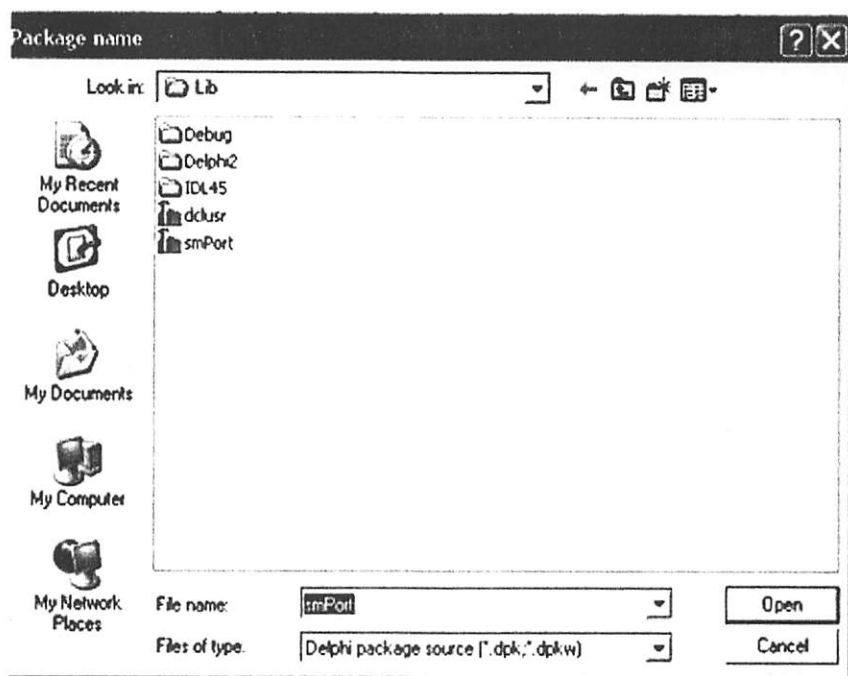 Package name
Look in: Lib
Debug
Delphi2
IDL45
dclusr
smPort
My Recent
Documents
Desktop
My Documents
My Computer
My Network
Places
File name: smPort
Open
Files of type: Delphi package source (*.dpk;*.dpkw)
Cancel